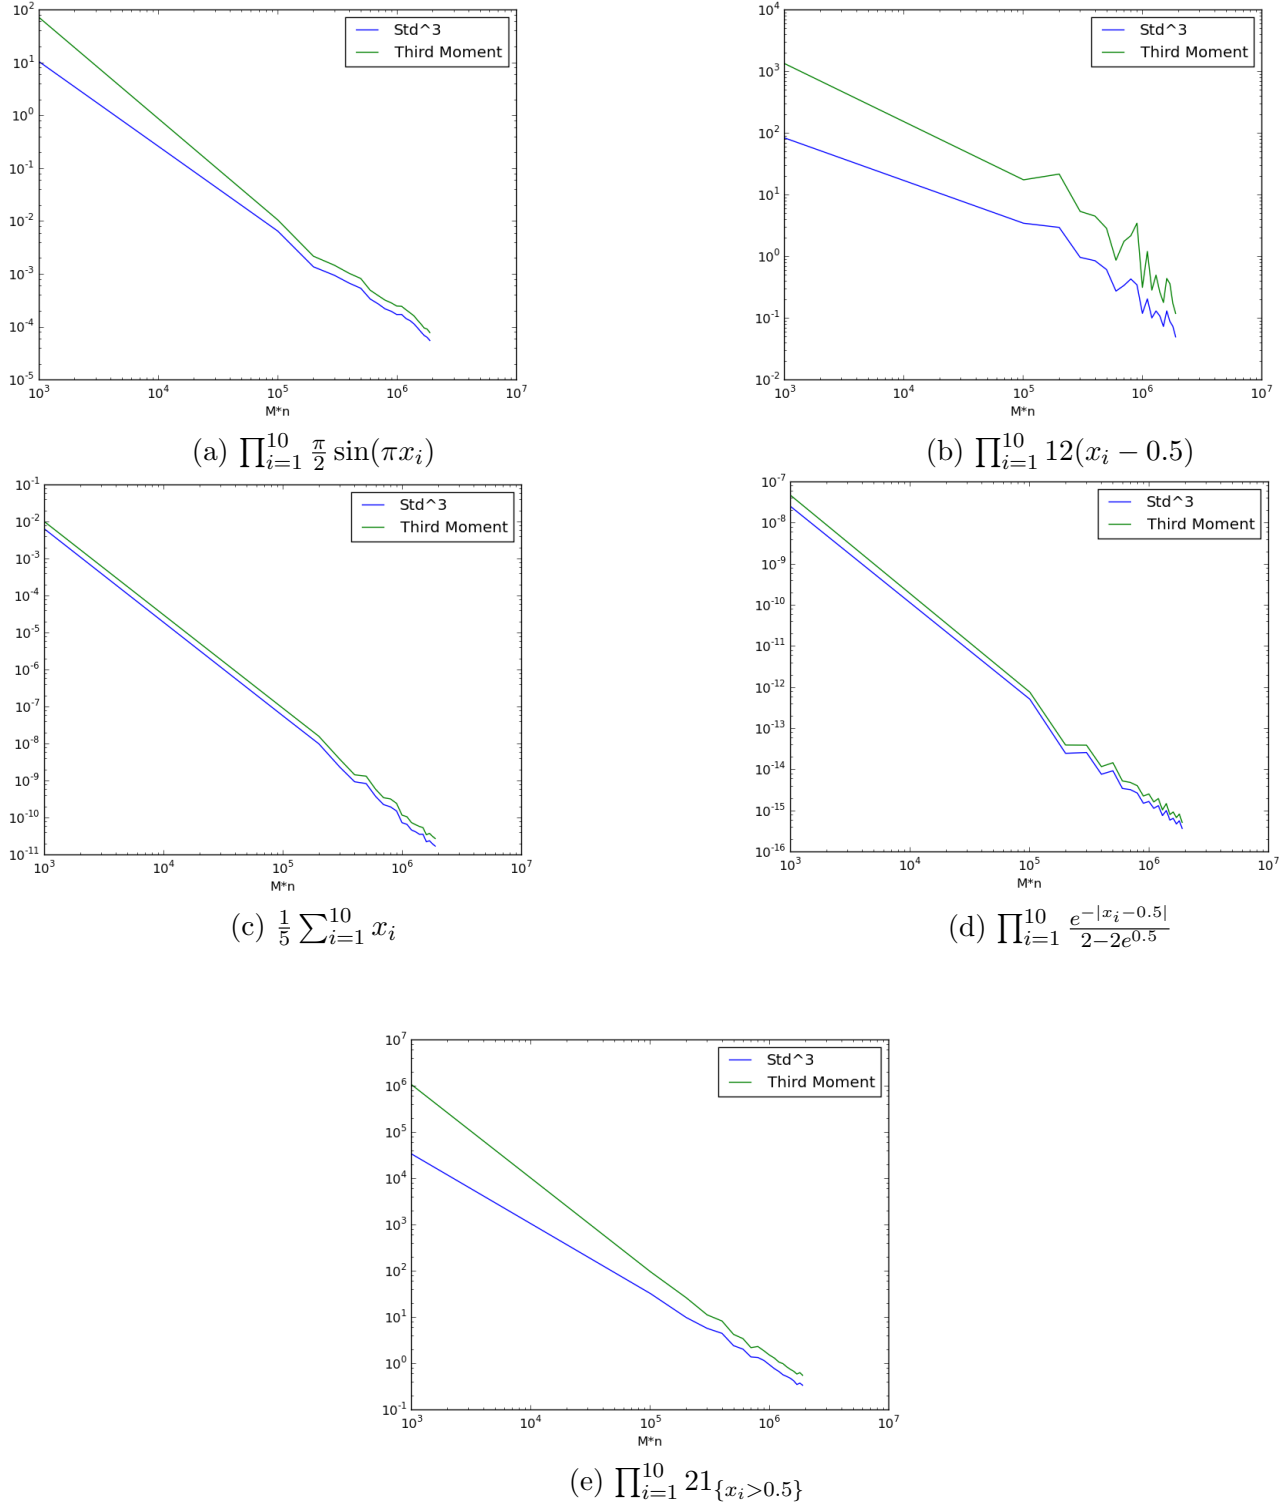 10^2
10^1
10^0
10^-1
10^-2
10^-3
10^-4
10^-5
10^3 10^4 10^5 10^6 10^7
M*n
Std^3
Third Moment
(a) ∏_{i=1}^{10} π/2 sin(πx_i)
10^4
10^3
10^2
10^1
10^0
10^-1
10^-2
10^3 10^4 10^5 10^6 10^7
M*n
Std^3
Third Moment
(b) ∏_{i=1}^{10} 12(x_i − 0.5)
10^-1
10^-2
10^-3
10^-4
10^-5
10^-6
10^-7
10^-8
10^-9
10^-10
10^-11
10^3 10^4 10^5 10^6 10^7
M*n
Std^3
Third Moment
(c) 1/5 ∑_{i=1}^{10} x_i
10^-7
10^-8
10^-9
10^-10
10^-11
10^-12
10^-13
10^-14
10^-15
10^-16
10^3 10^4 10^5 10^6 10^7
M*n
Std^3
Third Moment
(d) ∏_{i=1}^{10} e^{−|x_i−0.5|}/(2−2e^{0.5})
10^7
10^6
10^5
10^4
10^3
10^2
10^1
10^0
10^-1
10^3 10^4 10^5 10^6 10^7
M*n
Std^3
Third Moment
(e) ∏_{i=1}^{10} 21_{{x_i>0.5}}